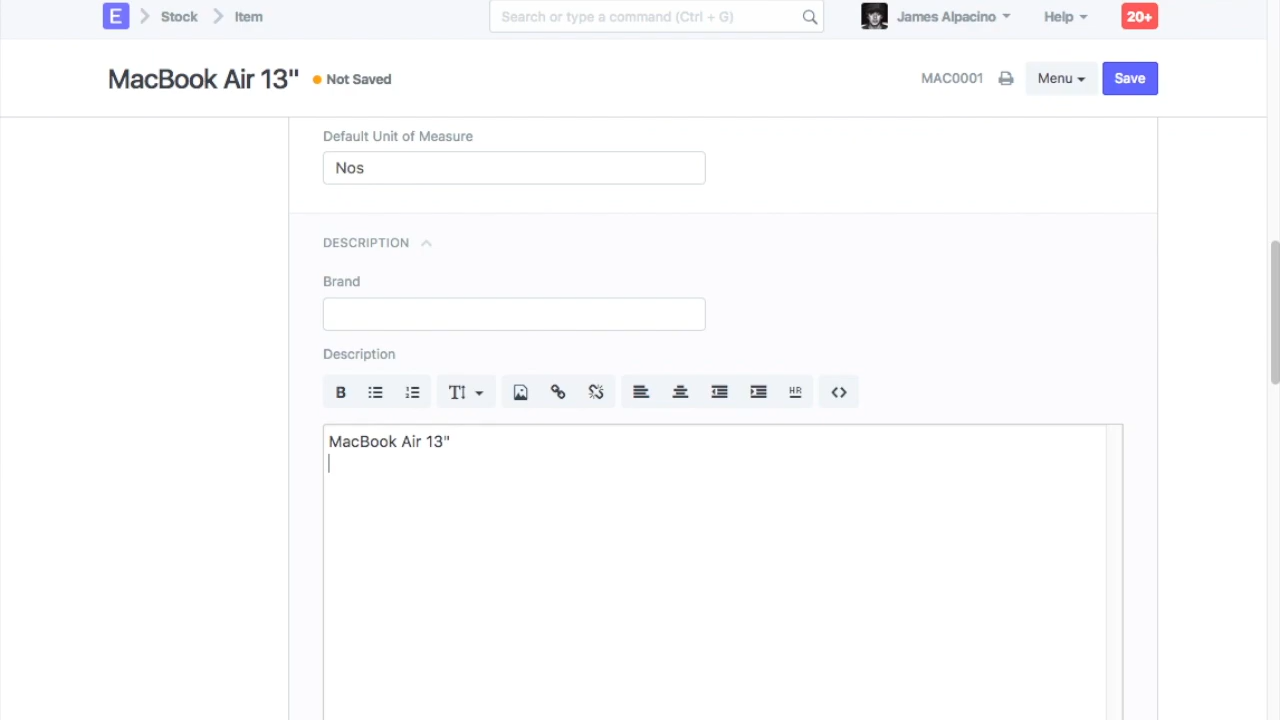 E Stock Item Search or type a command (Ctrl + G) James Alpacino Help 20+
MacBook Air 13" Not Saved MAC0001 Menu Save
Default Unit of Measure
Nos
DESCRIPTION
Brand
Description
B T HR <>
MacBook Air 13"